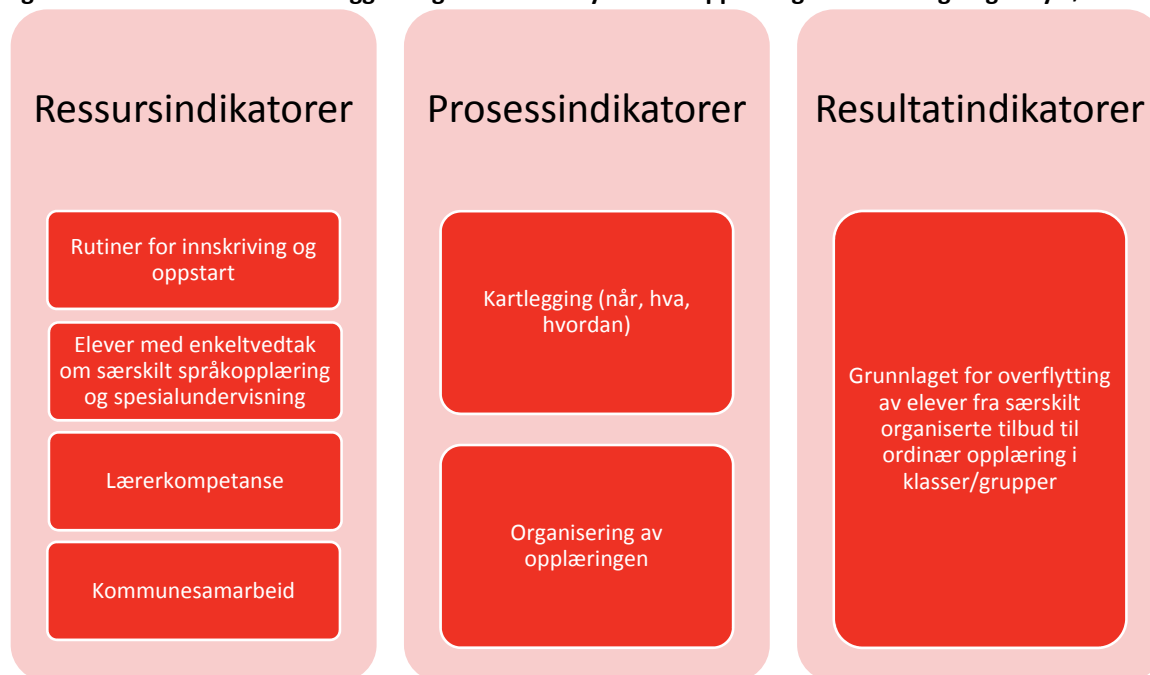 Ressursindikatorer
Rutiner for innskriving og
oppstart
Elever med enkeltvedtak
om særskilt språkopplæring
og spesialundervisning
Lærerkompetanse
Kommunesamarbeid
Prosessindikatorer
Kartlegging (når, hva,
hvordan)
Organisering av
opplæringen
Resultatindikatorer
Grunnlaget for overflytting
av elever fra særskilt
organiserte tilbud til
ordinær opplæring i
klasser/grupper